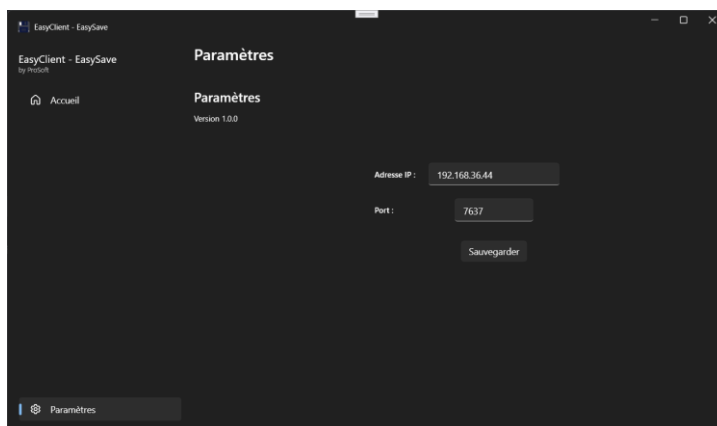 EasyClient - EasySave
EasyClient - EasySave
by ProSoft
Accueil
Paramètres
Paramètres
Version 1.0.0
Adresse IP :
192.168.36.44
Port :
7637
Sauvegarder
Paramètres